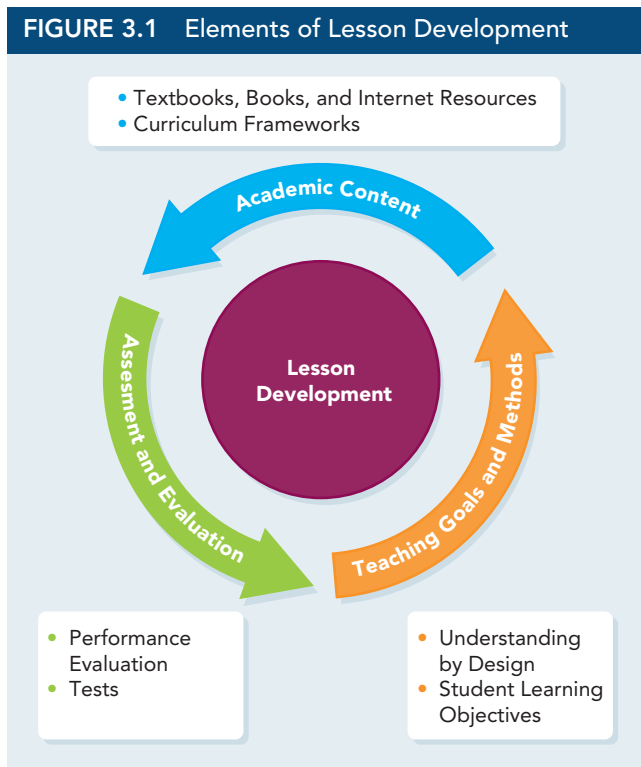 FIGURE 3.1 Elements of Lesson Development
• Textbooks, Books, and Internet Resources
• Curriculum Frameworks
Academic Content
Assesment and Evaluation
Lesson
Development
Teaching Goals and Methods
• Performance
Evaluation
• Tests
• Understanding
by Design
• Student Learning
Objectives